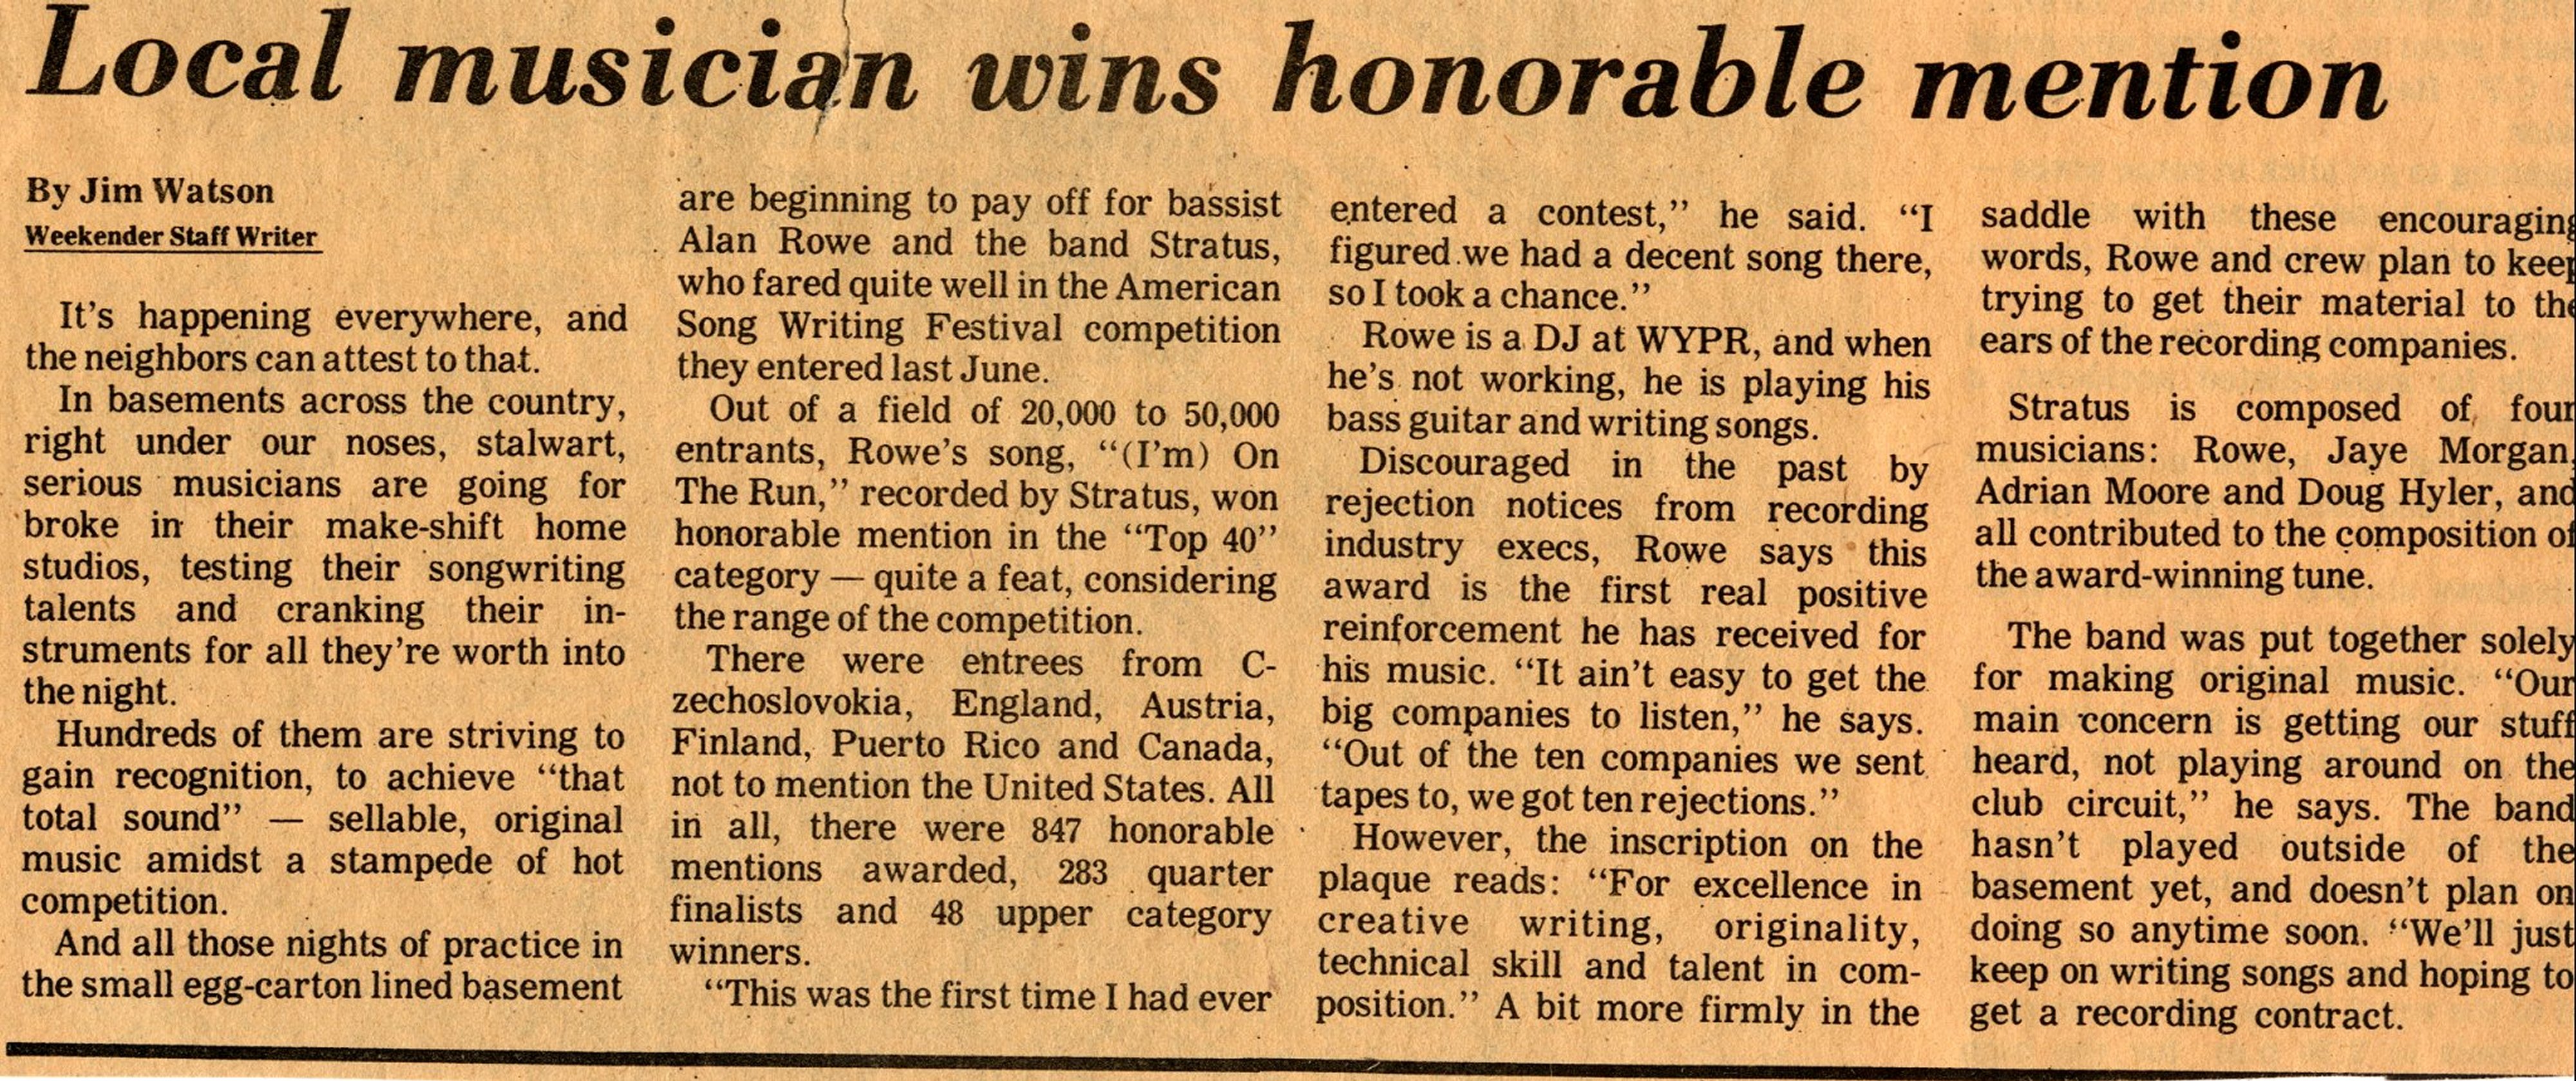 Local musician wins honorable mention
By Jim Watson
Weekender Staff Writer
It's happening everywhere, and
the neighbors can attest to that.
In basements across the country,
right under our noses, stalwart,
serious musicians are going for
broke in their make-shift home
studios, testing their songwriting
talents and cranking their in-
struments for all they're worth into
the night.
Hundreds of them are striving to
gain recognition, to achieve “that
total sound” — sellable, original
music amidst a stampede of hot
competition.
And all those nights of practice in
the small egg-carton lined basement
are beginning to pay off for bassist
Alan Rowe and the band Stratus,
who fared quite well in the American
Song Writing Festival competition
they entered last June.
Out of a field of 20,000 to 50,000
entrants, Rowe's song, “(I'm) On
The Run,” recorded by Stratus, won
honorable mention in the “Top 40”
category — quite a feat, considering
the range of the competition.
There were entrees from C-
zechoslovokia, England, Austria,
Finland, Puerto Rico and Canada,
not to mention the United States. All
in all, there were 847 honorable
mentions awarded, 283 quarter
finalists and 48 upper category
winners.
“This was the first time I had ever
entered a contest,” he said. “I
figured we had a decent song there,
so I took a chance.”
Rowe is a DJ at WYPR, and when
he's not working, he is playing his
bass guitar and writing songs.
Discouraged in the past by
rejection notices from recording
industry execs, Rowe says this
award is the first real positive
reinforcement he has received for
his music. “It ain't easy to get the
big companies to listen,” he says.
“Out of the ten companies we sent
tapes to, we got ten rejections.”
However, the inscription on the
plaque reads: “For excellence in
creative writing, originality,
technical skill and talent in com-
position.” A bit more firmly in the
saddle with these encouraging
words, Rowe and crew plan to keep
trying to get their material to the
ears of the recording companies.
Stratus is composed of four
musicians: Rowe, Jaye Morgan,
Adrian Moore and Doug Hyler, and
all contributed to the composition of
the award-winning tune.
The band was put together solely
for making original music. “Our
main concern is getting our stuff
heard, not playing around on the
club circuit,” he says. The band
hasn't played outside of the
basement yet, and doesn't plan on
doing so anytime soon. “We'll just
keep on writing songs and hoping to
get a recording contract.